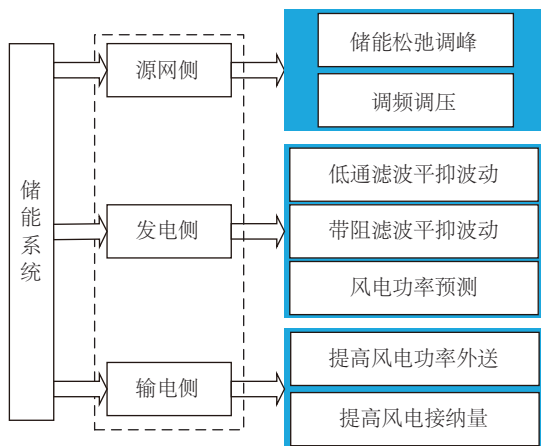 储能系统
源网侧
储能松弛调峰
调频调压
发电侧
低通滤波平抑波动
带阻滤波平抑波动
风电功率预测
输电侧
提高风电功率外送
提高风电接纳量